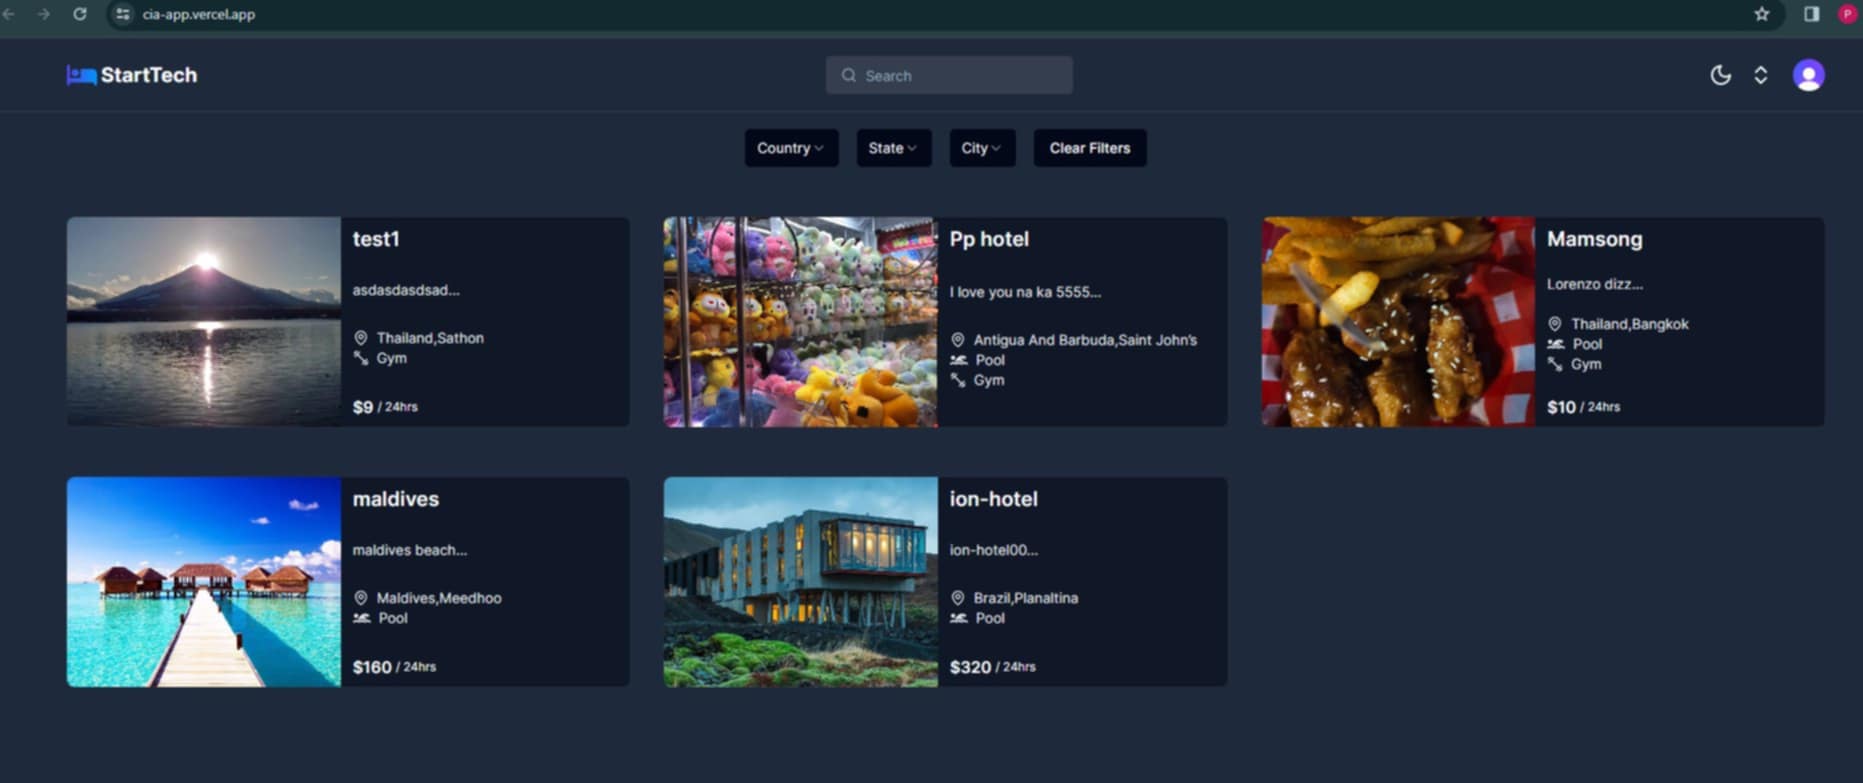 cia-app.vercel.app
P
StartTech
Search
Country
State
City
Clear Filters
test1
asdasdasdsad...
Thailand,Sathon
Gym
$9 / 24hrs
Pp hotel
I love you na ka 5555...
Antigua And Barbuda,Saint John's
Pool
Gym
Mamsong
Lorenzo dizz...
Thailand,Bangkok
Pool
Gym
$10 / 24hrs
maldives
maldives beach...
Maldives,Meedhoo
Pool
$160 / 24hrs
ion-hotel
ion-hotel00...
Brazil,Planaltina
Pool
$320 / 24hrs